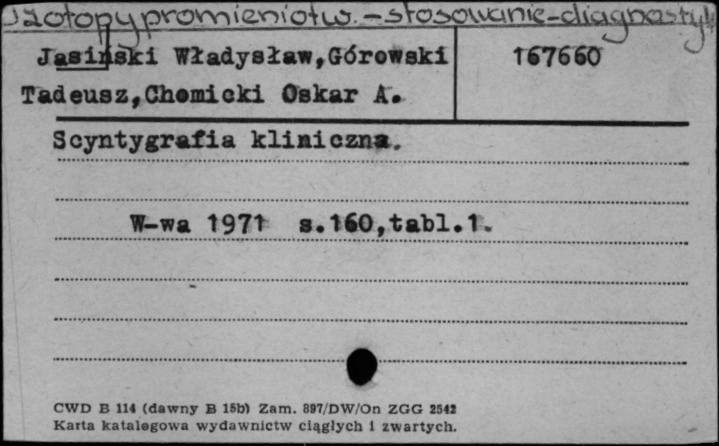 Izotopy promieniotw. – stosowanie – diagnostyk
Jasiński Władysław,Górowski 167660
Tadeusz,Chomicki Oskar A.
Scyntygrafia kliniczna.
W-wa 1971 s.160,tabl.1.
CWD B 114 (dawny B 15b) Zam. 897/DW/On ZGG 2542
Karta katalogowa wydawnictw ciągłych i zwartych.